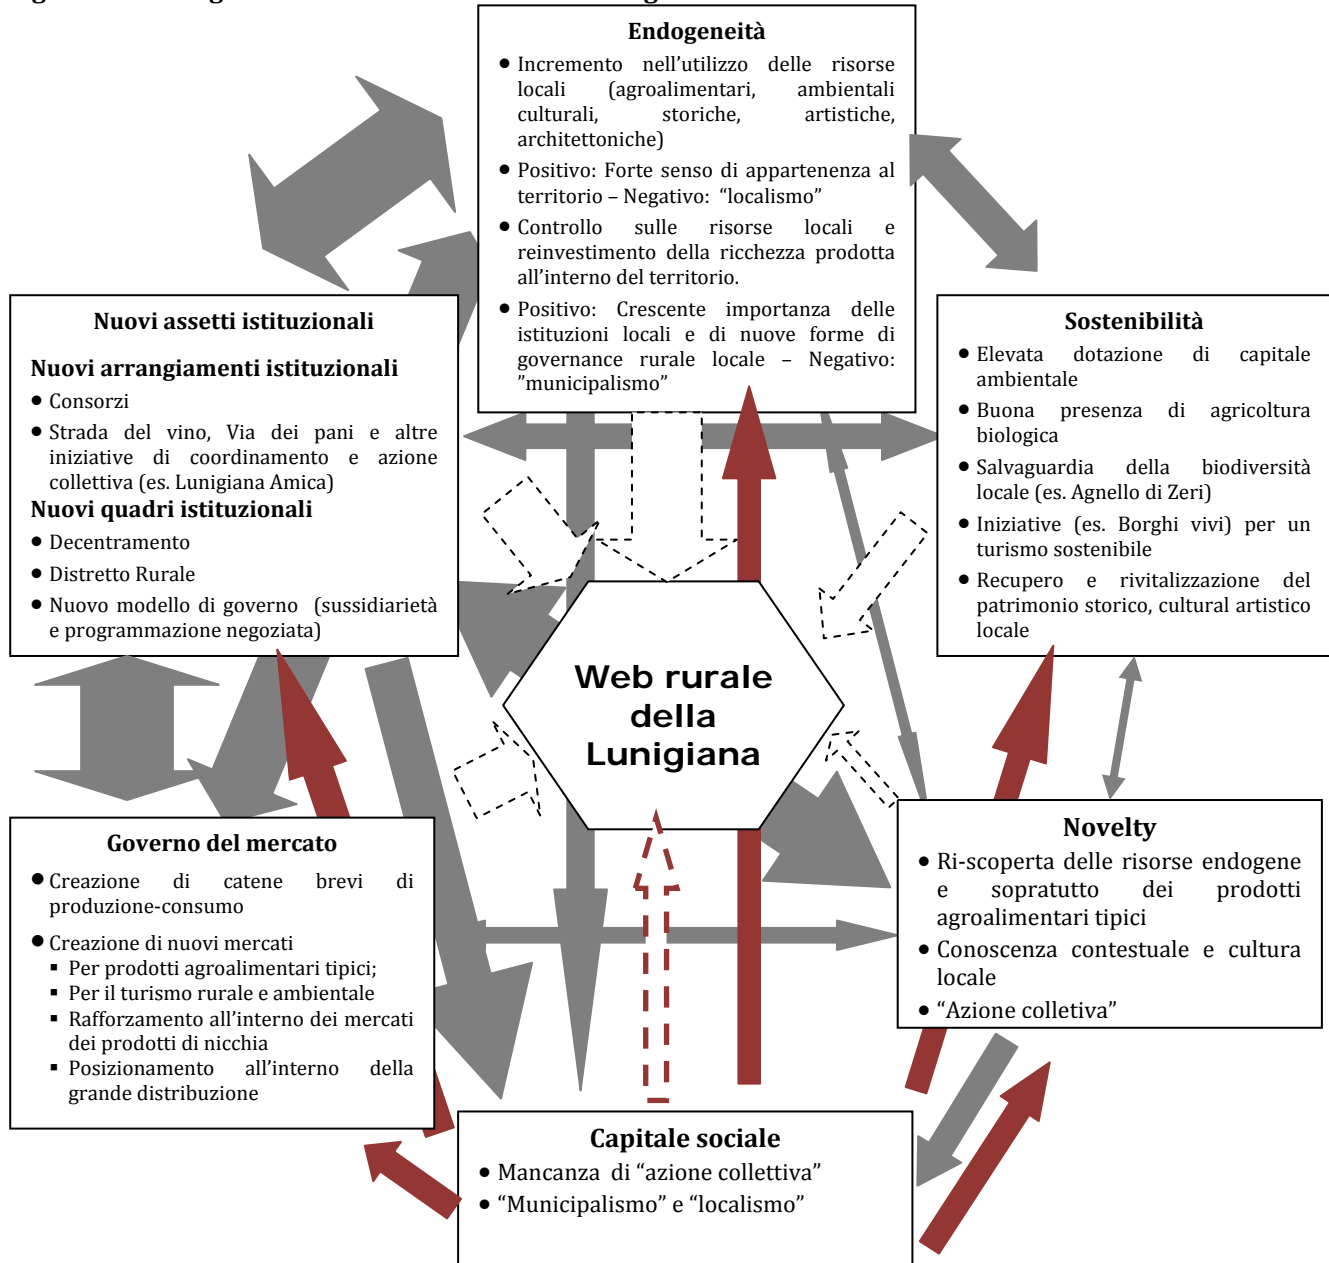 Endogeneità
● Incremento nell'utilizzo delle risorse
locali (agroalimentari, ambientali
culturali, storiche, artistiche,
architettoniche)
● Positivo: Forte senso di appartenenza al
territorio – Negativo: “localismo”
● Controllo sulle risorse locali e
reinvestimento della ricchezza prodotta
all'interno del territorio.
● Positivo: Crescente importanza delle
istituzioni locali e di nuove forme di
governance rurale locale – Negativo:
”municipalismo”
Nuovi assetti istituzionali
Nuovi arrangiamenti istituzionali
● Consorzi
● Strada del vino, Via dei pani e altre
iniziative di coordinamento e azione
collettiva (es. Lunigiana Amica)
Nuovi quadri istituzionali
● Decentramento
● Distretto Rurale
● Nuovo modello di governo (sussidiarietà
e programmazione negoziata)
Sostenibilità
● Elevata dotazione di capitale
ambientale
● Buona presenza di agricoltura
biologica
● Salvaguardia della biodiversità
locale (es. Agnello di Zeri)
● Iniziative (es. Borghi vivi) per un
turismo sostenibile
● Recupero e rivitalizzazione del
patrimonio storico, cultural artistico
locale
Web rurale
della
Lunigiana
Governo del mercato
● Creazione di catene brevi di
produzione-consumo
● Creazione di nuovi mercati
▪ Per prodotti agroalimentari tipici;
▪ Per il turismo rurale e ambientale
▪ Rafforzamento all'interno dei mercati
dei prodotti di nicchia
▪ Posizionamento all'interno della
grande distribuzione
Novelty
● Ri-scoperta delle risorse endogene
e sopratutto dei prodotti
agroalimentari tipici
● Conoscenza contestuale e cultura
locale
● “Azione colletiva”
Capitale sociale
● Mancanza di “azione collettiva”
● “Municipalismo” e “localismo”